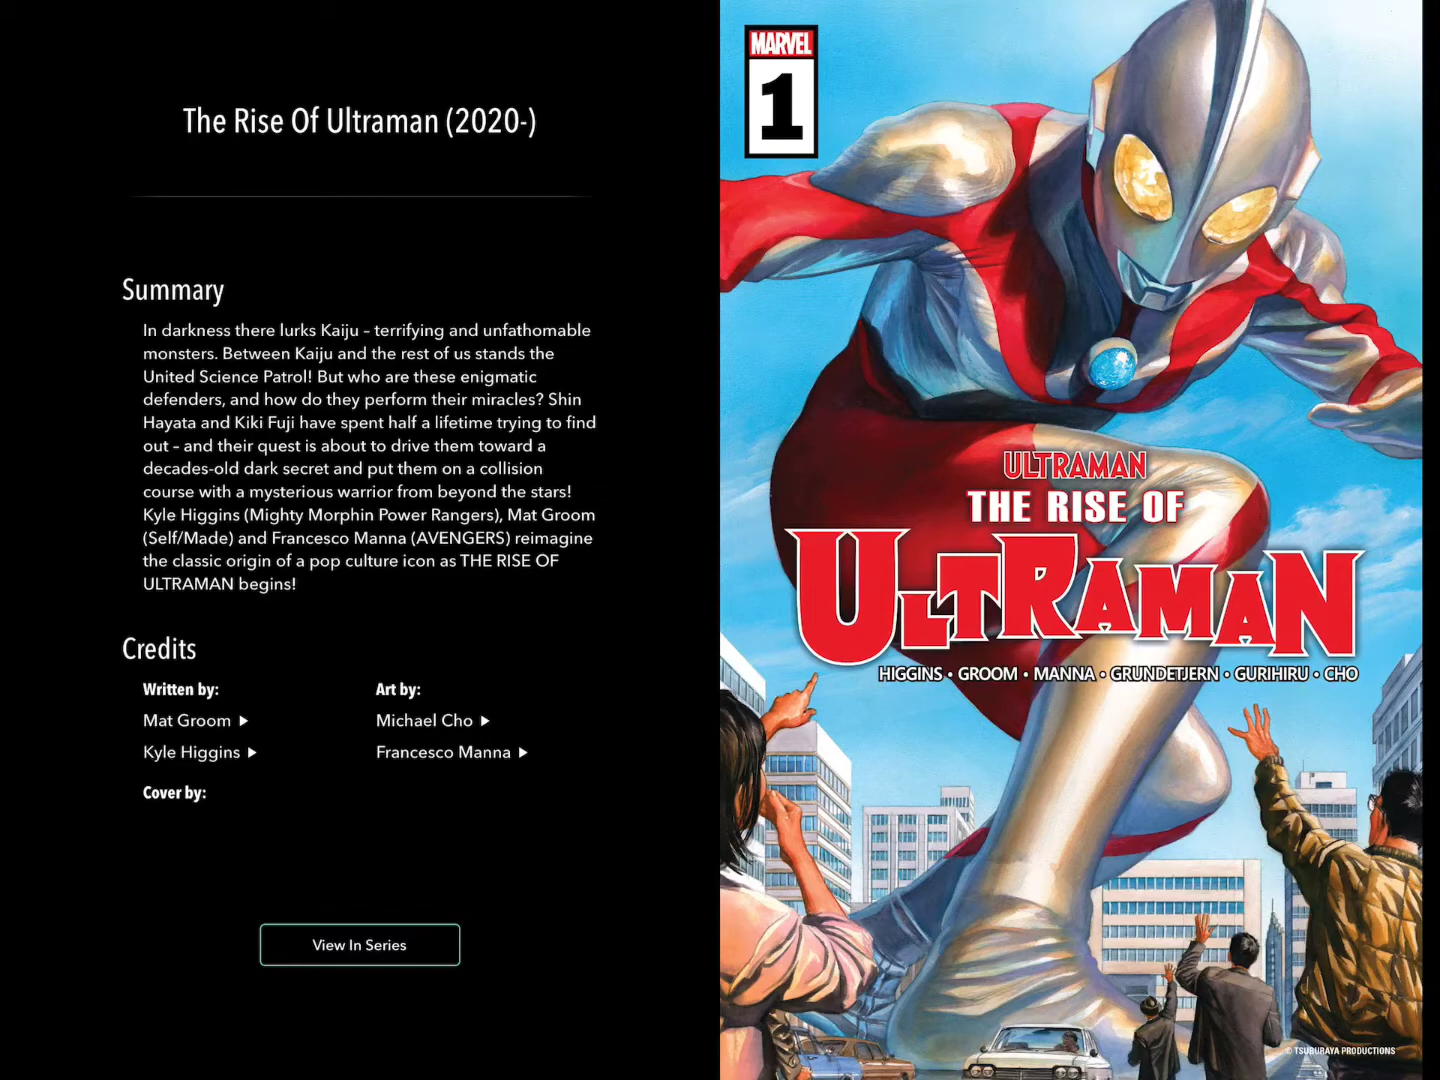 The Rise Of Ultraman (2020-)
Summary
In darkness there lurks Kaiju – terrifying and unfathomable
monsters. Between Kaiju and the rest of us stands the
United Science Patrol! But who are these enigmatic
defenders, and how do they perform their miracles? Shin
Hayata and Kiki Fuji have spent half a lifetime trying to find
out – and their quest is about to drive them toward a
decades-old dark secret and put them on a collision
course with a mysterious warrior from beyond the stars!
Kyle Higgins (Mighty Morphin Power Rangers), Mat Groom
(Self/Made) and Francesco Manna (AVENGERS) reimagine
the classic origin of a pop culture icon as THE RISE OF
ULTRAMAN begins!
Credits
Written by:
Mat Groom
Kyle Higgins
Art by:
Michael Cho
Francesco Manna
Cover by:
View In Series
MARVEL
1
ULTRAMAN
THE RISE OF
ULTRAMAN
HIGGINS • GROOM • MANNA • GRUNDETJERN • GURIHIRU • CHO
© TSUBURAYA PRODUCTIONS